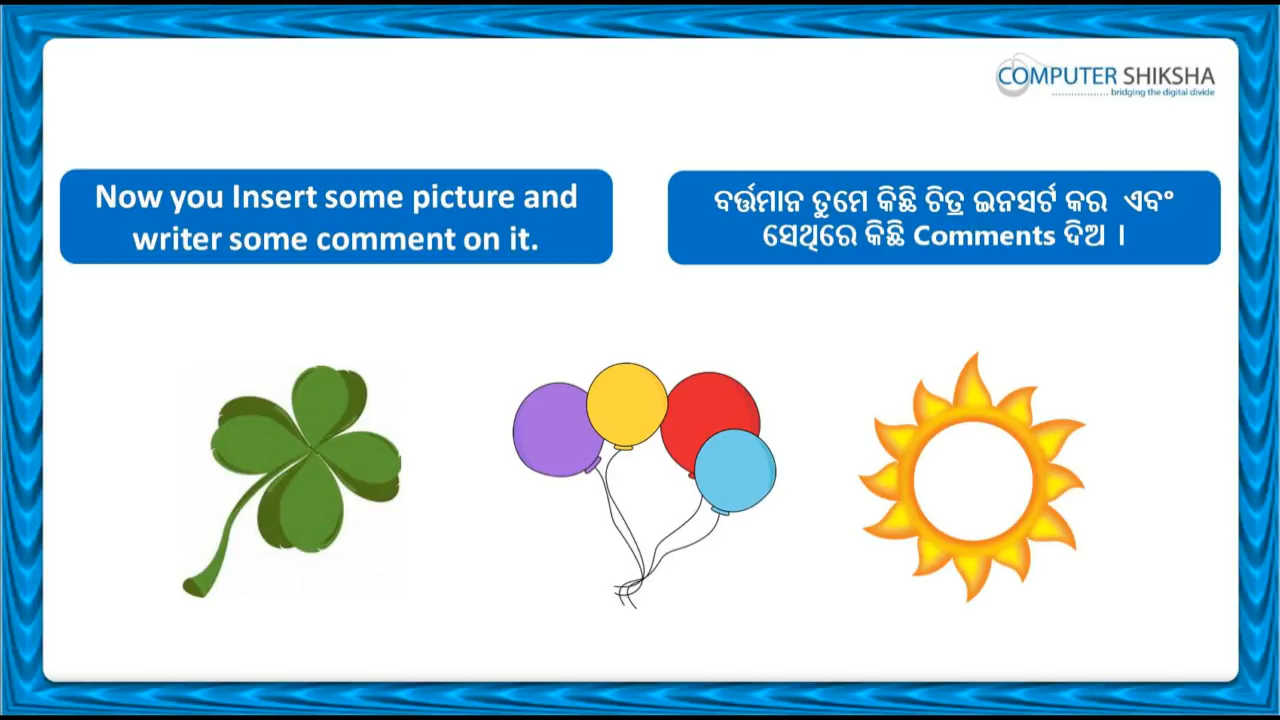 COMPUTER SHIKSHA
.................. bridging the digital divide
Now you Insert some picture and
writer some comment on it.
ବର୍ତ୍ତମାନ ତୁମେ କିଛି ଚିତ୍ର ଇନସର୍ଟ କର ଏବଂ
ସେଥିରେ କିଛି Comments ଦିଅ ।